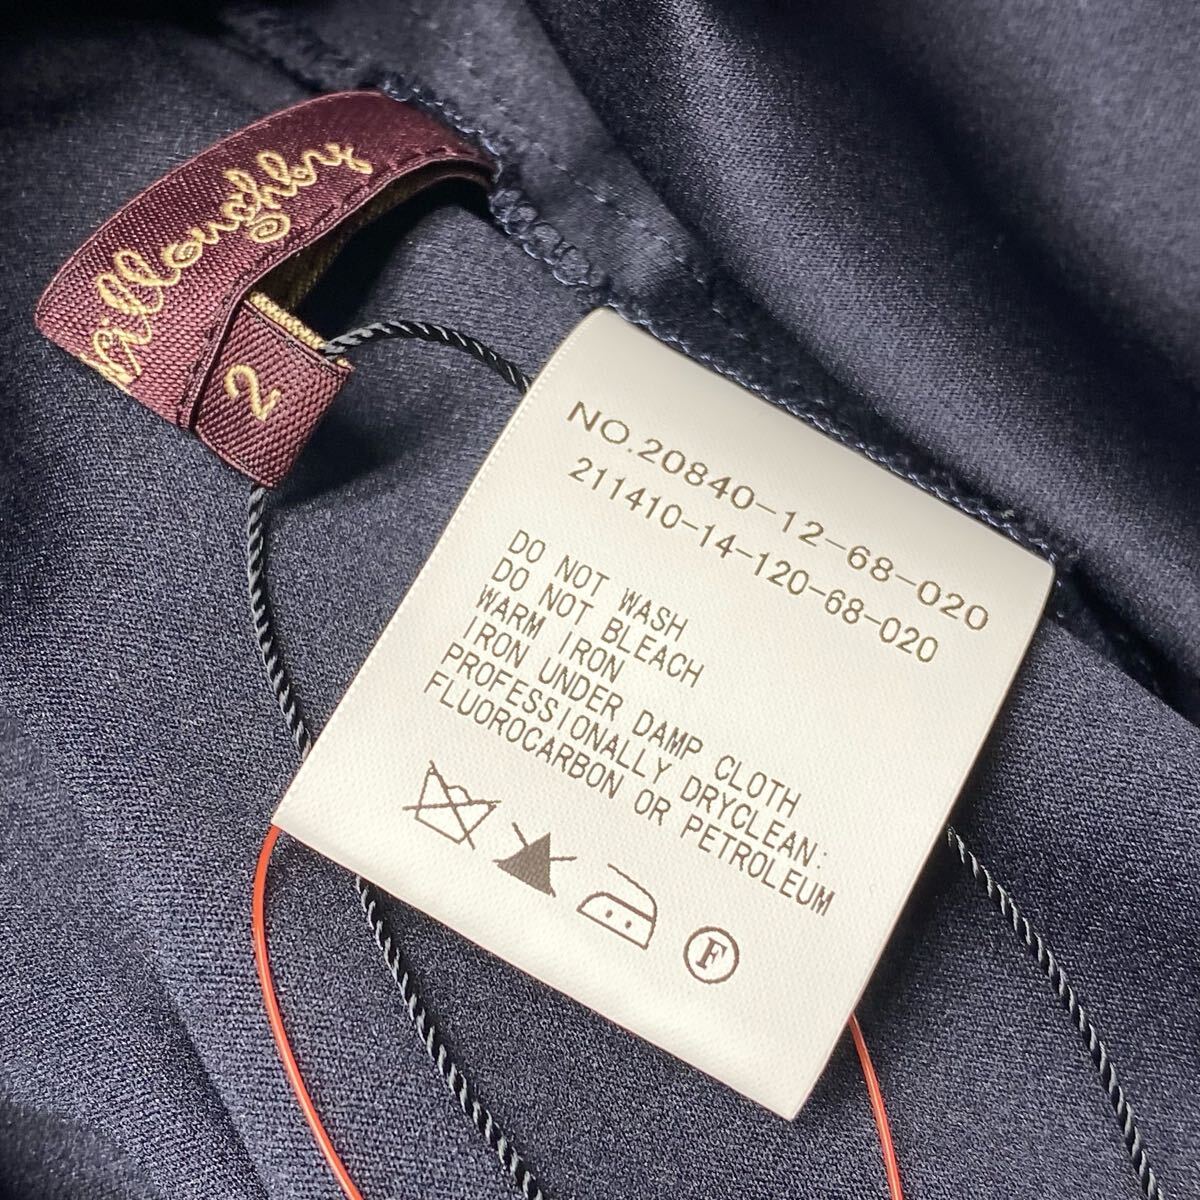 Willoughby
2
NO.20840-12-68-020
211410-14-120-68-020
DO NOT WASH
DO NOT BLEACH
WARM IRON
IRON UNDER DAMP CLOTH
PROFESSIONALLY DRYCLEAN:
FLUOROCARBON OR PETROLEUM
F